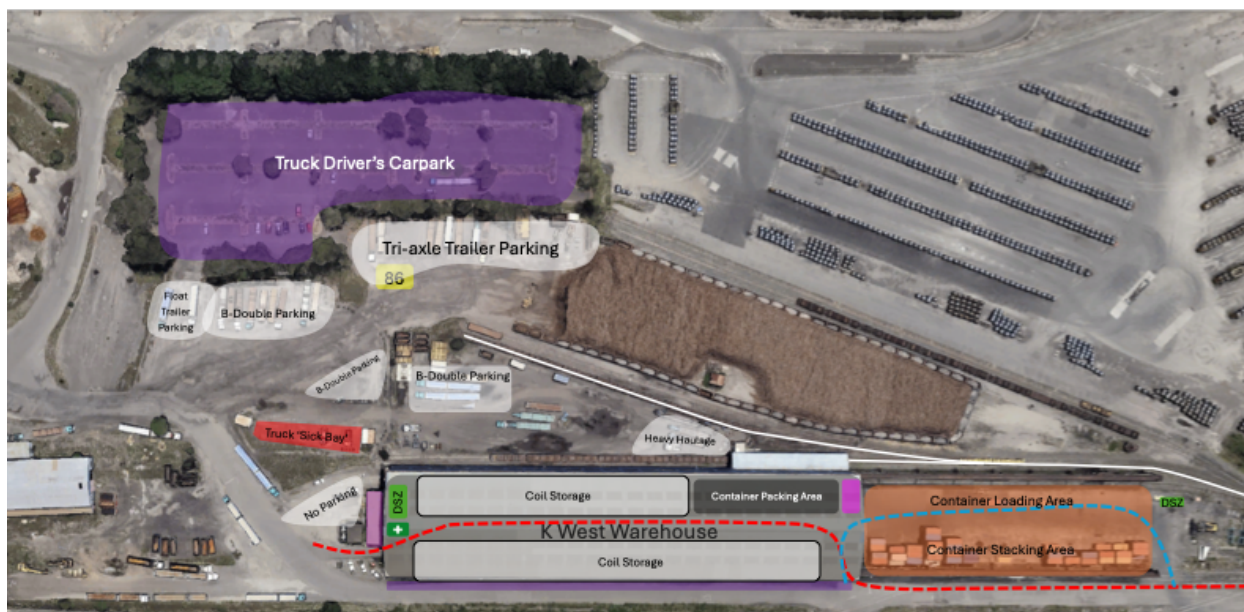 Truck Driver's Carpark
Tri-axle Trailer Parking
86
Float
Trailer
Parking
B-Double Parking
B-Double Parking
B-Double Parking
Truck 'Sick Bay'
Heavy Haulage
No Parking
DSZ
Coil Storage
Container Packing Area
Container Loading Area
DSZ
K West Warehouse
Container Stacking Area
Coil Storage